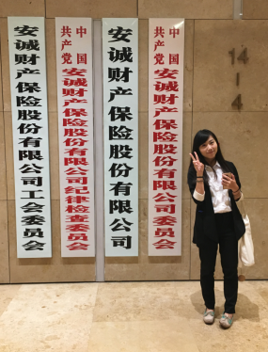 安诚财产保险股份有限公司工会委员会
中国
共产党
安诚财产保险股份有限公司纪律检查委员会
安诚财产保险股份有限公司
中国
共产党
安诚财产保险股份有限公司委员会
14-4